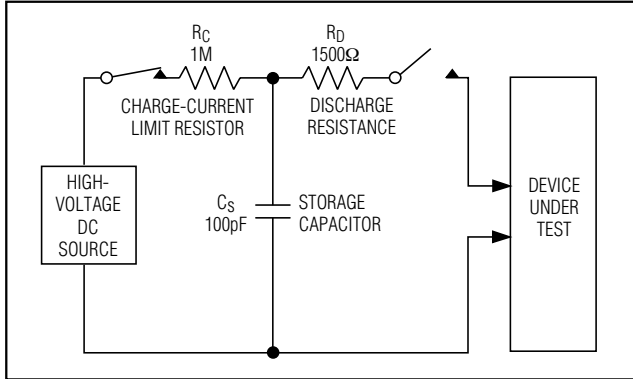 R_C
1M
CHARGE-CURRENT
LIMIT RESISTOR
R_D
1500Ω
DISCHARGE
RESISTANCE
HIGH-
VOLTAGE
DC
SOURCE
C_S
100pF
STORAGE
CAPACITOR
DEVICE
UNDER
TEST